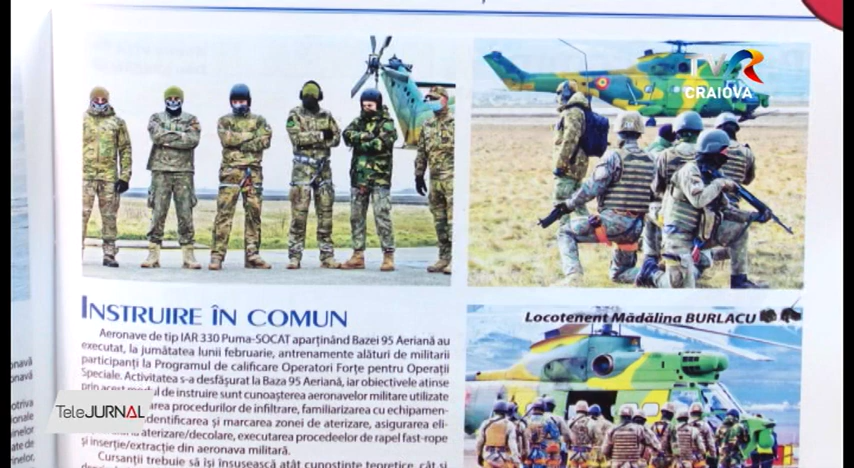 TVR
CRAIOVA
INSTRUIRE ÎN COMUN
Aeronave de tip IAR 330 Puma-SOCAT aparținând Bazei 95 Aeriană au
executat, la jumătatea lunii februarie, antrenamente alături de militarii
participanți la Programul de calificare Operatori Forțe pentru Operații
Speciale. Activitatea s-a desfășurat la Baza 95 Aeriană, iar obiectivele atinse
prin acest de instruire sunt cunoașterea aeronavelor militare utilizate
procedurilor de infiltrare, familiarizarea cu echipamen-
identificarea și marcarea zonei de aterizare, asigurarea eli-
aterizare/decolare, executarea procedeelor de rapel fast-rope
și inserție/extracție din aeronava militară.
Cursanții trebuie să își însușească atât cunoștințe teoretice, cât și
Locotenent Mădălina BURLACU
TeleJURNAL